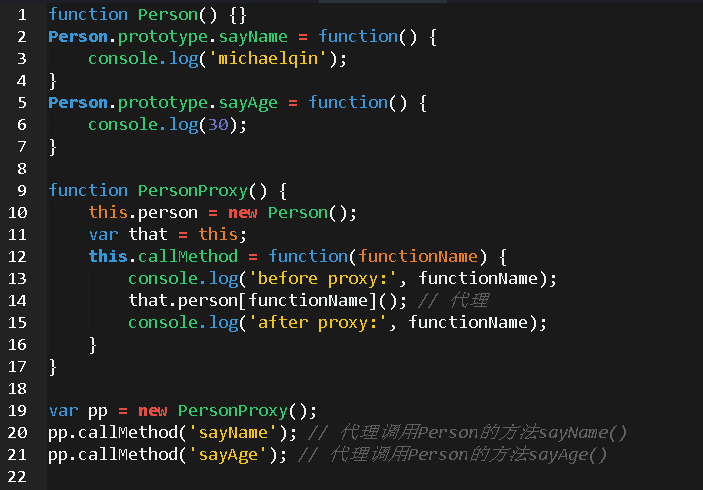 1 function Person() {}
2 Person.prototype.sayName = function() {
3     console.log('michaelqin');
4 }
5 Person.prototype.sayAge = function() {
6     console.log(30);
7 }
8
9 function PersonProxy() {
10     this.person = new Person();
11     var that = this;
12     this.callMethod = function(functionName) {
13         console.log('before proxy:', functionName);
14         that.person[functionName](); // 代理
15         console.log('after proxy:', functionName);
16     }
17 }
18
19 var pp = new PersonProxy();
20 pp.callMethod('sayName'); // 代理调用Person的方法sayName()
21 pp.callMethod('sayAge'); // 代理调用Person的方法sayAge()
22